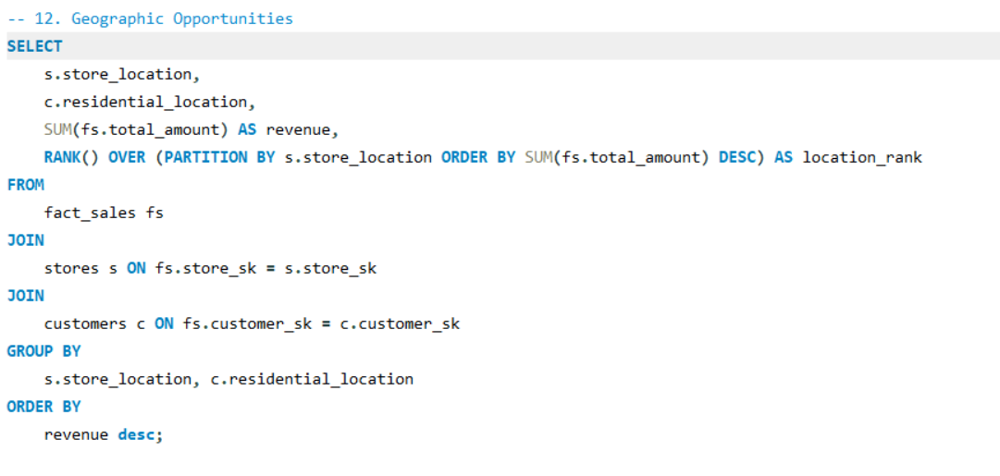 -- 12. Geographic Opportunities
SELECT
    s.store_location,
    c.residential_location,
    SUM(fs.total_amount) AS revenue,
    RANK() OVER (PARTITION BY s.store_location ORDER BY SUM(fs.total_amount) DESC) AS location_rank
FROM
    fact_sales fs
JOIN
    stores s ON fs.store_sk = s.store_sk
JOIN
    customers c ON fs.customer_sk = c.customer_sk
GROUP BY
    s.store_location, c.residential_location
ORDER BY
    revenue desc;